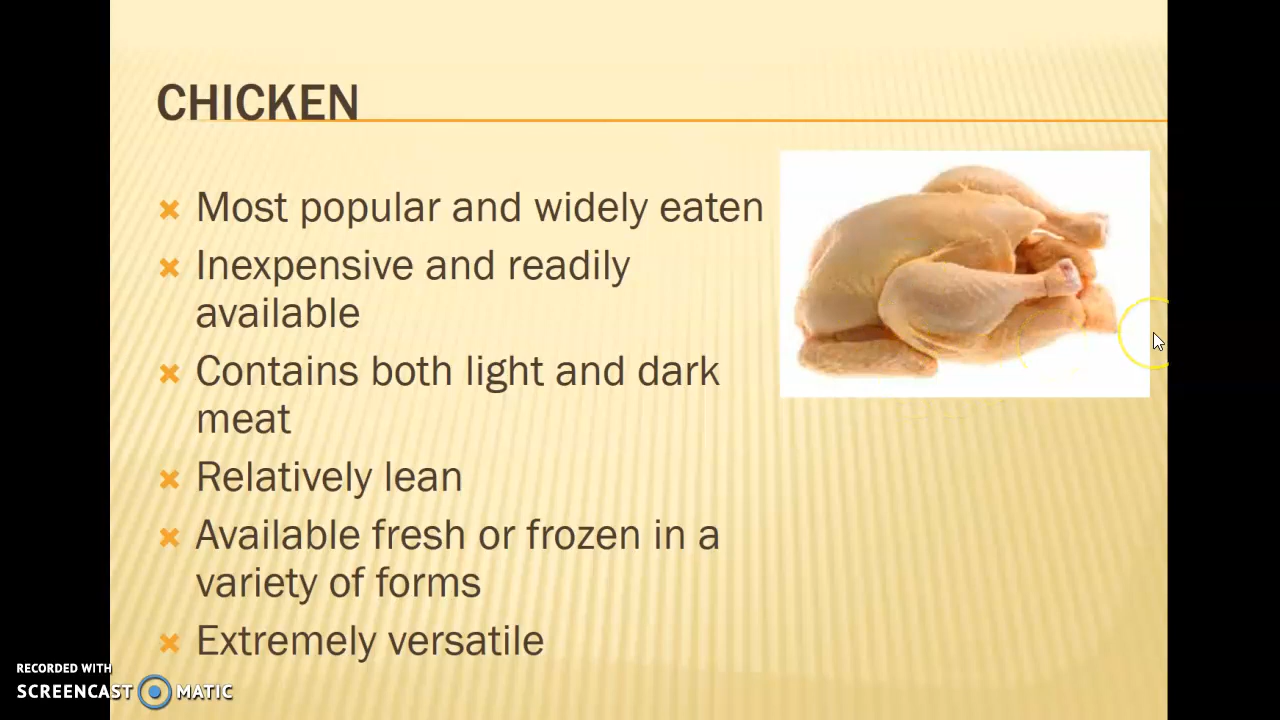 CHICKEN
Most popular and widely eaten
Inexpensive and readily
available
Contains both light and dark
meat
Relatively lean
Available fresh or frozen in a
variety of forms
Extremely versatile
RECORDED WITH
SCREENCAST MATIC